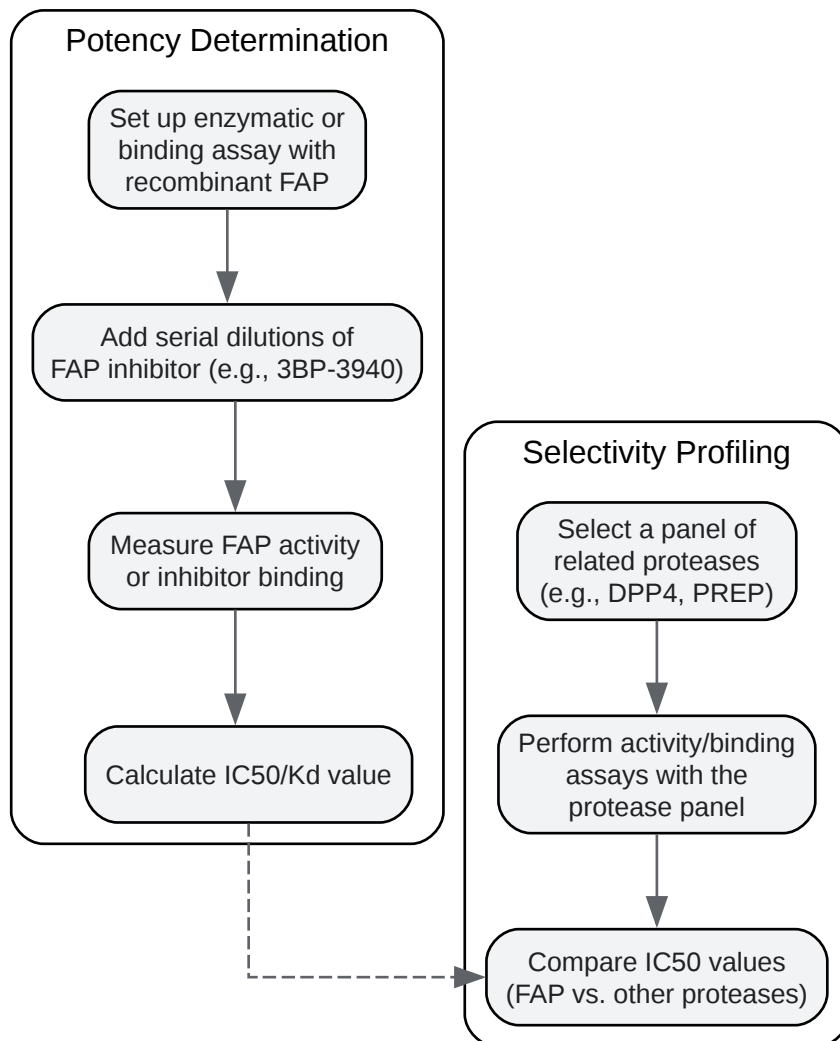 Potency Determination
Set up enzymatic or
binding assay with
recombinant FAP
Add serial dilutions of
FAP inhibitor (e.g., 3BP-3940)
Measure FAP activity
or inhibitor binding
Calculate IC50/Kd value
Selectivity Profiling
Select a panel of
related proteases
(e.g., DPP4, PREP)
Perform activity/binding
assays with the
protease panel
Compare IC50 values
(FAP vs. other proteases)